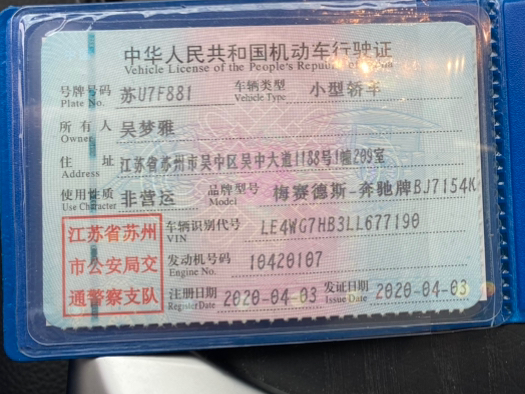 中华人民共和国机动车行驶证
Vehicle License of the People's Republic of China
号牌号码 苏U7F881 车辆类型 小型轿车
Plate No. Vehicle Type
所有人 吴梦雅
Owner
住址 江苏省苏州市吴中区吴中大道1188号1幢209室
Address
使用性质 非营运 品牌型号 梅赛德斯-奔驰牌BJ7154K
Use Character Model
江苏省苏州
市公安局交
通警察支队
车辆识别代号 LE4WG7HB3LL677190
VIN
发动机号码 10420107
Engine No.
注册日期 2020-04-03 发证日期 2020-04-03
Register Date Issue Date